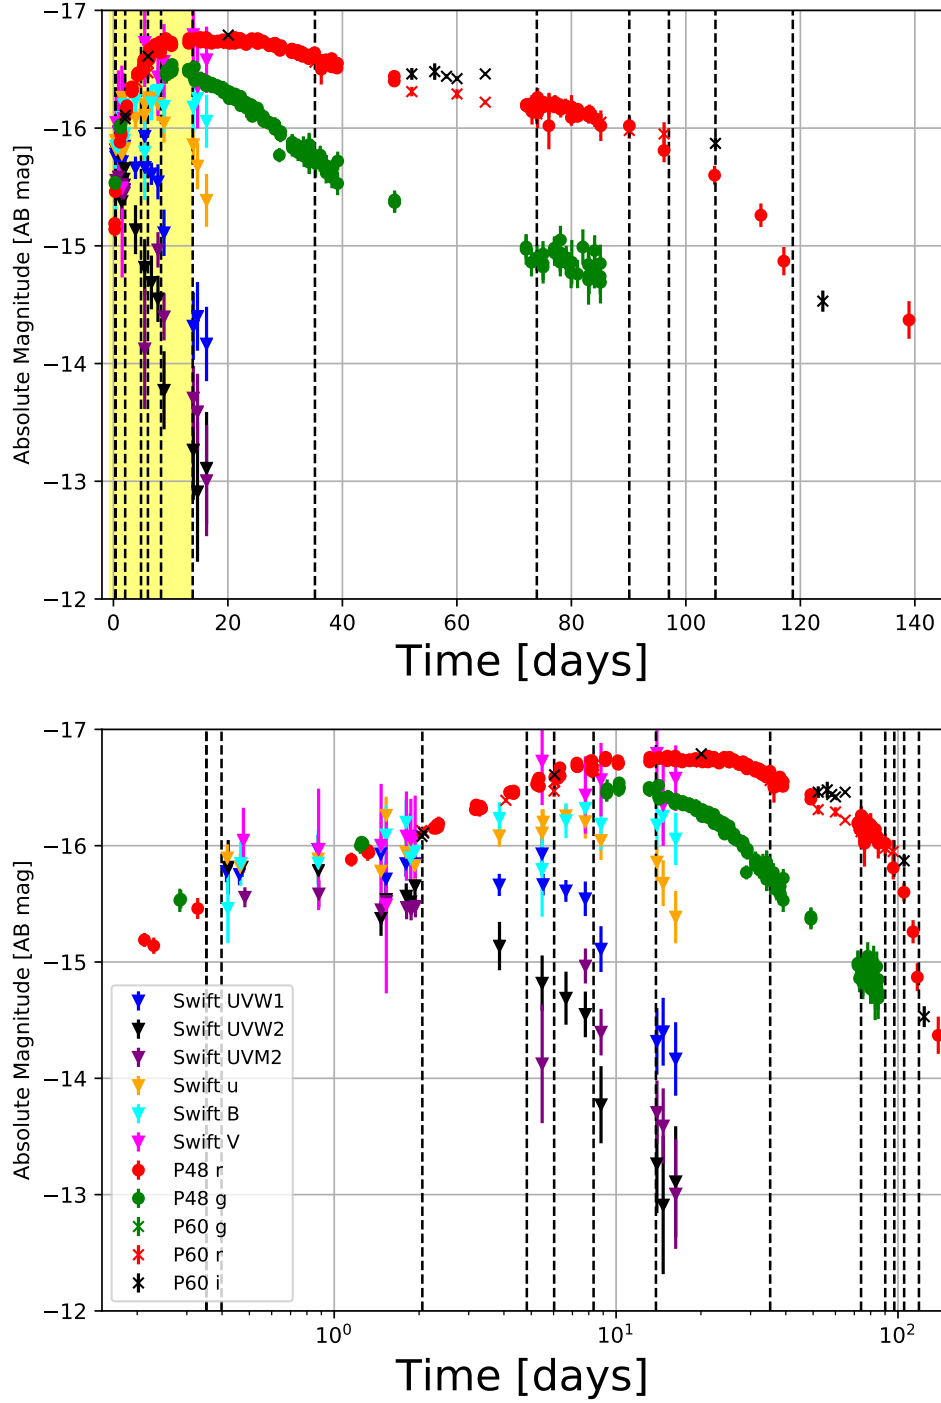 −17
−16
−15
−14
−13
−12
Absolute Magnitude [AB mag]
0 20 40 60 80 100 120 140
Time [days]
−17
−16
−15
−14
−13
−12
Absolute Magnitude [AB mag]
Swift UVW1
Swift UVW2
Swift UVM2
Swift u
Swift B
Swift V
P48 r
P48 g
P60 g
P60 r
P60 i
10⁰ 10¹ 10²
Time [days]